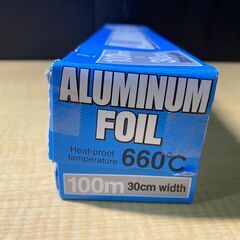 ALUMINUM
FOIL
Heat-proof
temperature 660℃
100m 30cm width